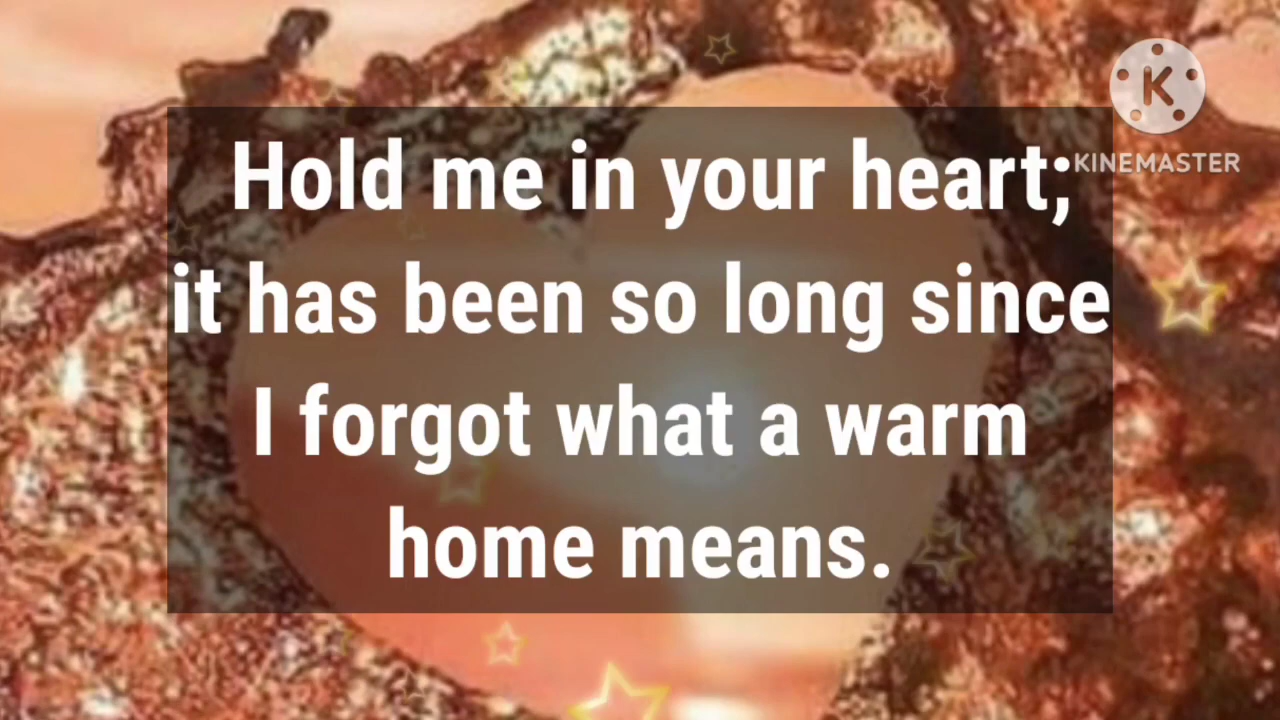 Hold me in your heart;
it has been so long since
I forgot what a warm
home means.
K
KINEMASTER